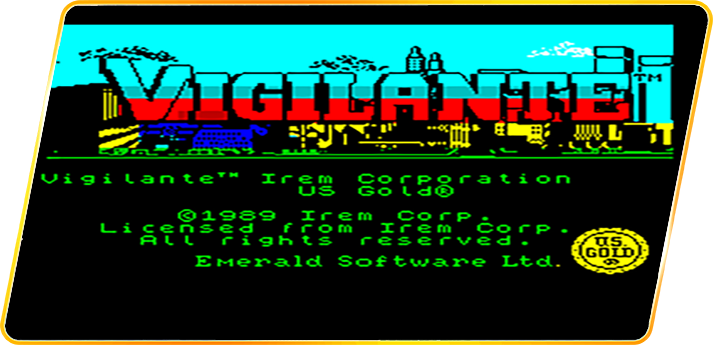 VIGILANTE™
Vigilante™ Irem Corporation
US Gold®
©1989 Irem Corp.
Licensed from Irem Corp.
All rights reserved.
Emerald Software Ltd.
U.S.
GOLD